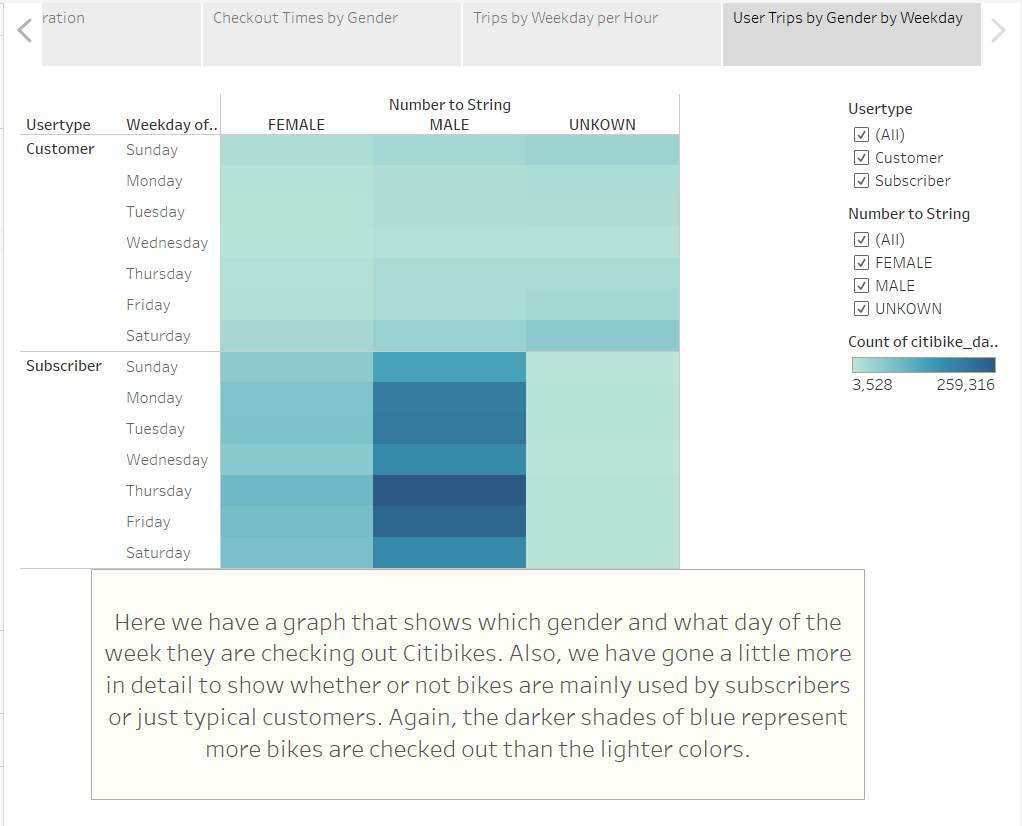 ration
Checkout Times by Gender
Trips by Weekday per Hour
User Trips by Gender by Weekday
Number to String
Usertype Weekday of.. FEMALE MALE UNKOWN
Customer Sunday
Monday
Tuesday
Wednesday
Thursday
Friday
Saturday
Subscriber Sunday
Monday
Tuesday
Wednesday
Thursday
Friday
Saturday
Usertype
(All)
Customer
Subscriber
Number to String
(All)
FEMALE
MALE
UNKOWN
Count of citibike_da..
3,528 259,316
Here we have a graph that shows which gender and what day of the
week they are checking out Citibikes. Also, we have gone a little more
in detail to show whether or not bikes are mainly used by subscribers
or just typical customers. Again, the darker shades of blue represent
more bikes are checked out than the lighter colors.